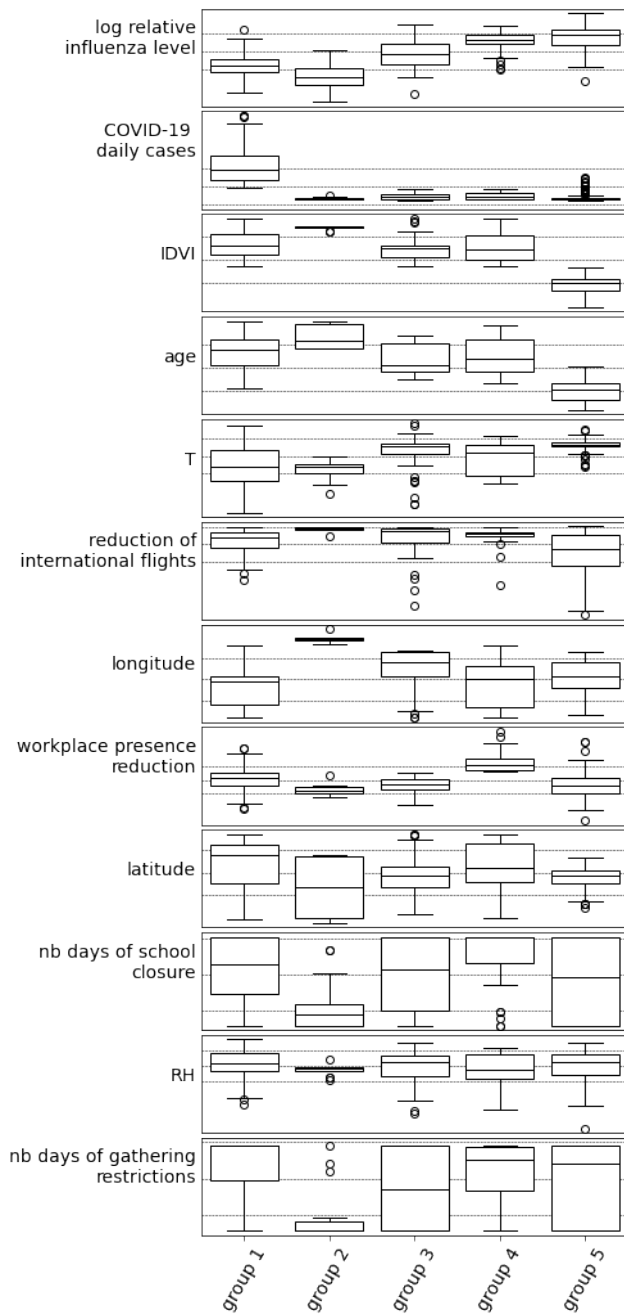 log relative
influenza level
COVID-19
daily cases
IDVI
age
T
reduction of
international flights
longitude
workplace presence
reduction
latitude
nb days of school
closure
RH
nb days of gathering
restrictions
group 1
group 2
group 3
group 4
group 5